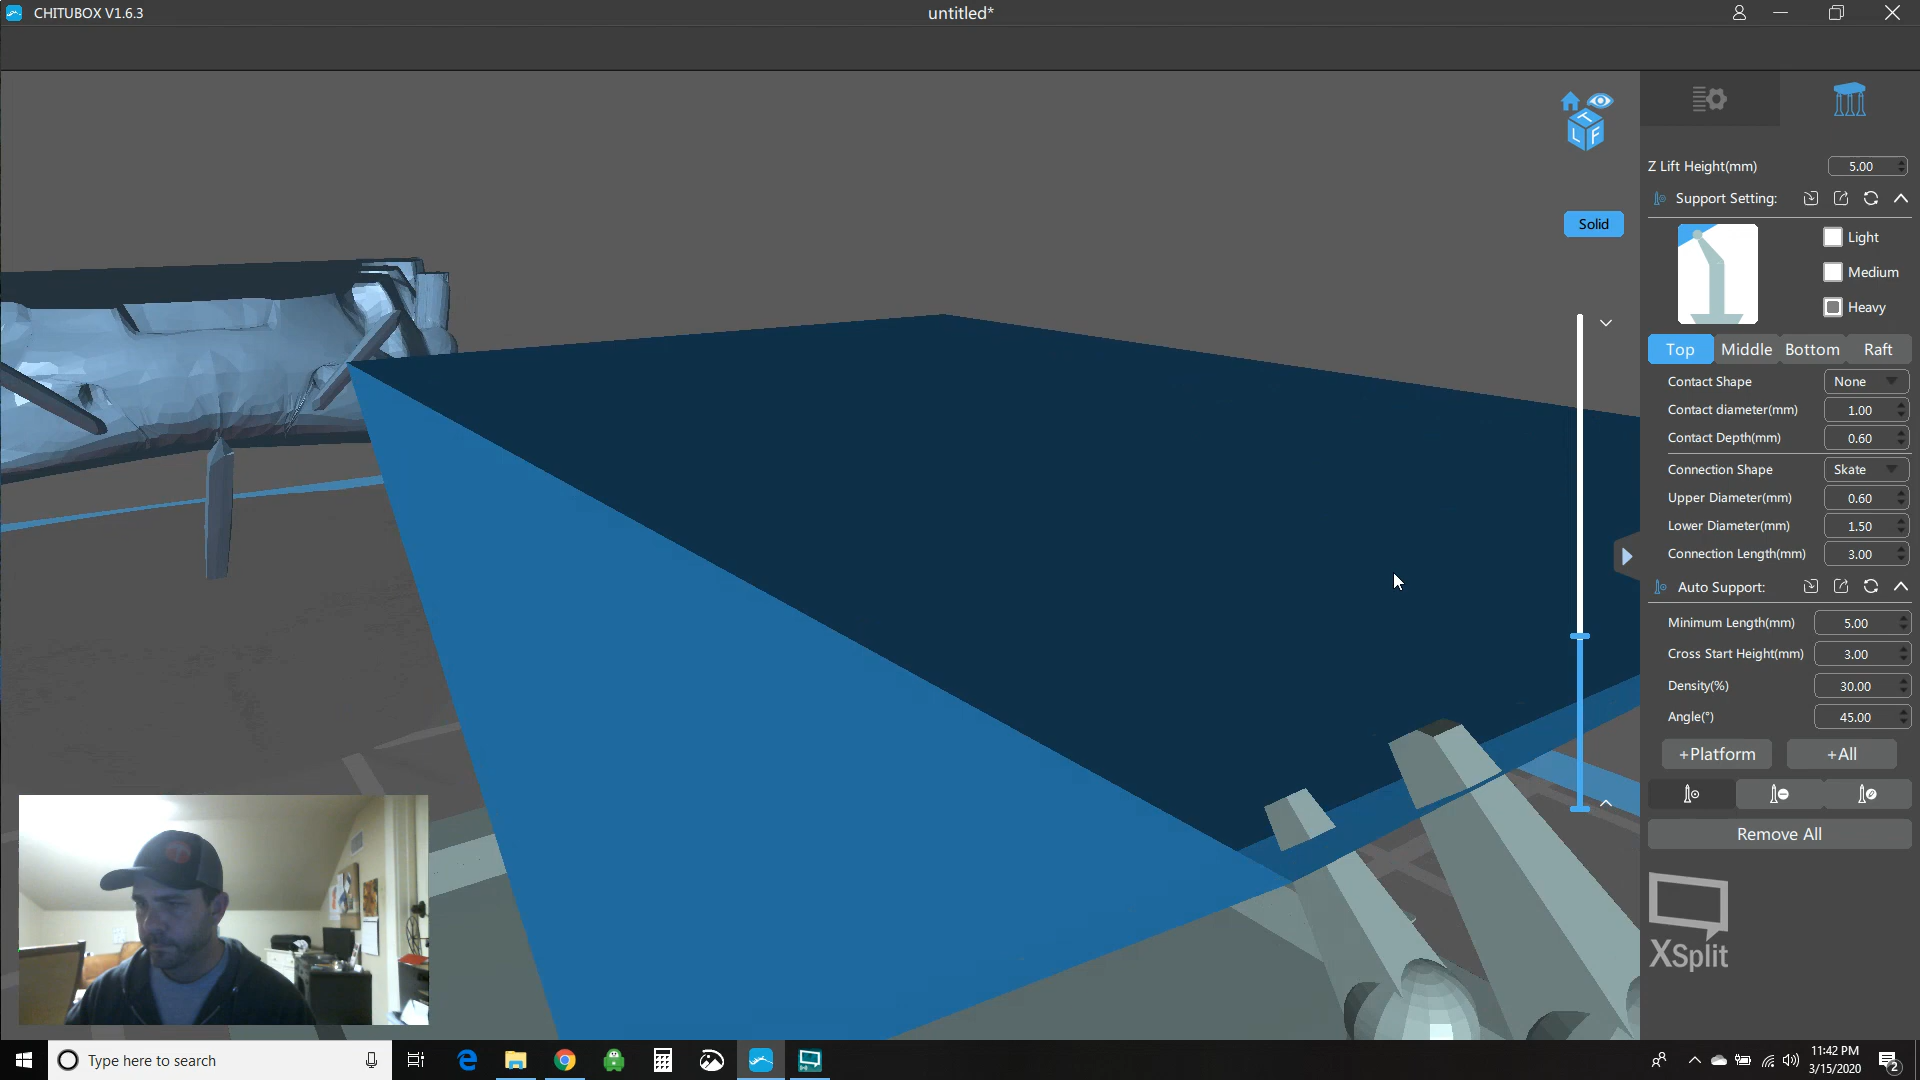 CHITUBOX V1.6.3
untitled*
Z Lift Height(mm) 5.00
Support Setting:
Light
Medium
Heavy
Solid
T
L F
Top Middle Bottom Raft
Contact Shape None
Contact diameter(mm) 1.00
Contact Depth(mm) 0.60
Connection Shape Skate
Upper Diameter(mm) 0.60
Lower Diameter(mm) 1.50
Connection Length(mm) 3.00
Auto Support:
Minimum Length(mm) 5.00
Cross Start Height(mm) 3.00
Density(%) 30.00
Angle(°) 45.00
+Platform +All
Remove All
XSplit
Type here to search
11:42 PM
3/15/2020
2